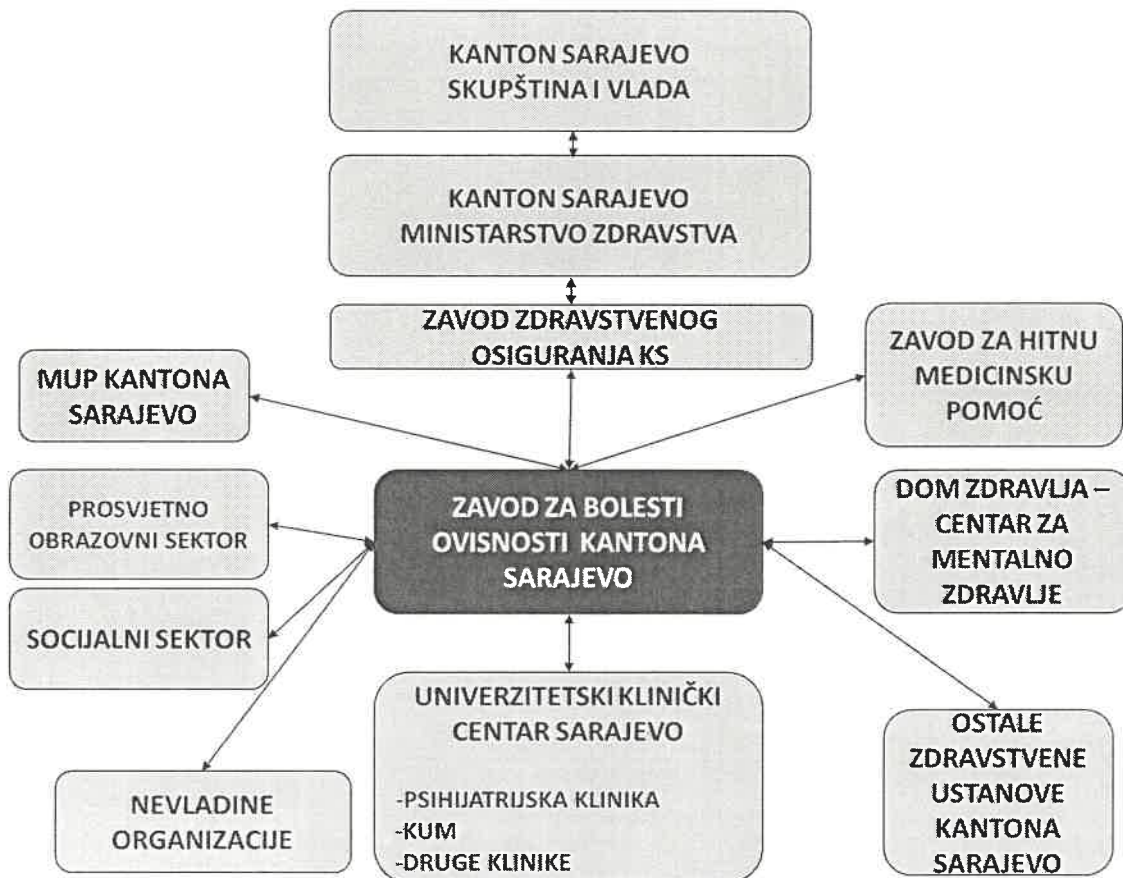 KANTON SARAJEVO
SKUPŠTINA I VLADA
KANTON SARAJEVO
MINISTARSTVO ZDRAVSTVA
ZAVOD ZDRAVSTVENOG
OSIGURANJA KS
ZAVOD ZA HITNU
MEDICINSKU
POMOĆ
MUP KANTONA
SARAJEVO
PROSVJETNO
OBRAZOVNI SEKTOR
ZAVOD ZA BOLESTI
OVISNOSTI KANTONA
SARAJEVO
DOM ZDRAVLJA –
CENTAR ZA
MENTALNO
ZDRAVLJE
SOCIJALNI SEKTOR
UNIVERZITETSKI KLINIČKI
CENTAR SARAJEVO
-PSIHIJATRIJSKA KLINIKA
-KUM
-DRUGE KLINIKE
NEVLADINE
ORGANIZACIJE
OSTALE
ZDRAVSTVENE
USTANOVE
KANTONA
SARAJEVO